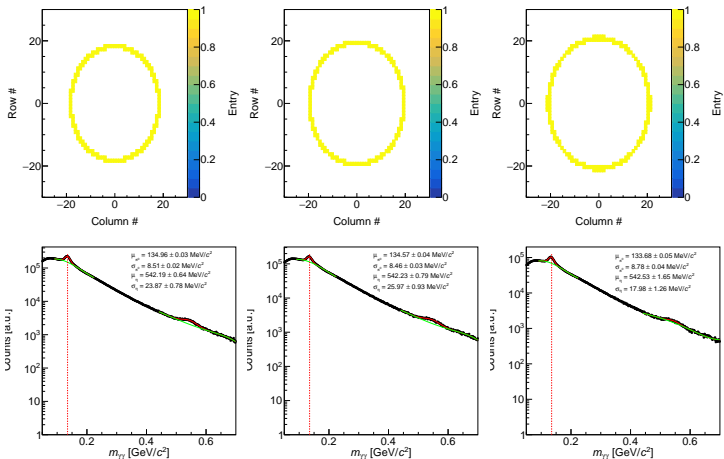 20 0 −20
Row #
−20 0 20
Column #
1 0.8 0.6 0.4 0.2 0
Entry
20 0 −20
Row #
−20 0 20
Column #
1 0.8 0.6 0.4 0.2 0
Entry
20 0 −20
Row #
−20 0 20
Column #
1 0.8 0.6 0.4 0.2 0
Entry
10⁵ 10⁴ 10³ 10² 10 1
Counts [a.u.]
μπ⁰ = 134.96 ± 0.03 MeV/c²
σπ⁰ = 8.51 ± 0.02 MeV/c²
μη = 542.19 ± 0.64 MeV/c²
ση = 23.87 ± 0.78 MeV/c²
0.2 0.4 0.6
mγγ [GeV/c²]
10⁵ 10⁴ 10³ 10² 10 1
Counts [a.u.]
μπ⁰ = 134.57 ± 0.04 MeV/c²
σπ⁰ = 8.46 ± 0.03 MeV/c²
μη = 542.23 ± 0.79 MeV/c²
ση = 25.97 ± 0.93 MeV/c²
0.2 0.4 0.6
mγγ [GeV/c²]
10⁵ 10⁴ 10³ 10² 10 1
Counts [a.u.]
μπ⁰ = 133.68 ± 0.05 MeV/c²
σπ⁰ = 8.78 ± 0.04 MeV/c²
μη = 542.53 ± 1.65 MeV/c²
ση = 17.98 ± 1.26 MeV/c²
0.2 0.4 0.6
mγγ [GeV/c²]